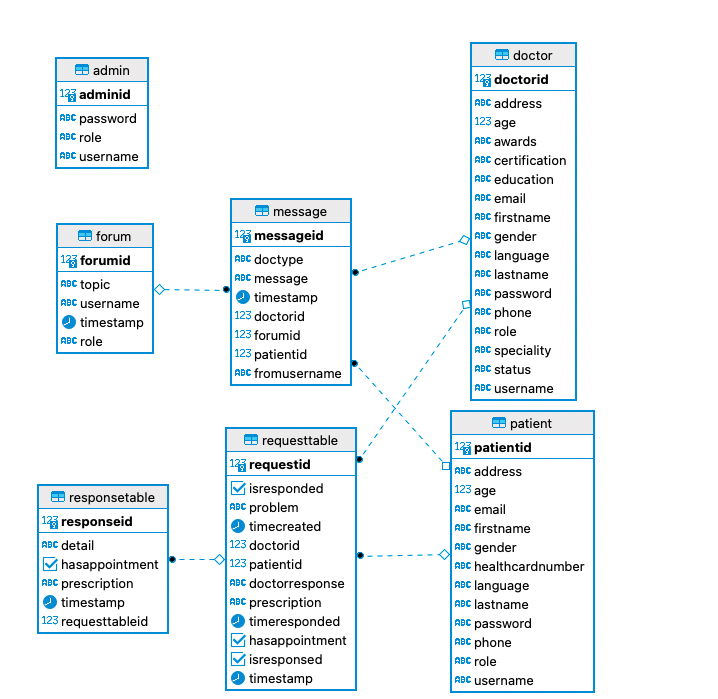 admin
123 adminid
ABC password
ABC role
ABC username
forum
123 forumid
ABC topic
ABC username
timestamp
ABC role
message
123 messageid
ABC doctype
ABC message
timestamp
123 doctorid
123 forumid
123 patientid
ABC fromusername
doctor
123 doctorid
ABC address
123 age
ABC awards
ABC certification
ABC education
ABC email
ABC firstname
ABC gender
ABC language
ABC lastname
ABC password
ABC phone
ABC role
ABC speciality
ABC status
ABC username
responsetable
123 responseid
ABC detail
hasappointment
ABC prescription
timestamp
123 requesttableid
requesttable
123 requestid
isresponded
ABC problem
timecreated
123 doctorid
123 patientid
ABC doctorresponse
ABC prescription
timeresponded
hasappointment
isresponsed
timestamp
patient
123 patientid
ABC address
123 age
ABC email
ABC firstname
ABC gender
ABC healthcardnumber
ABC language
ABC lastname
ABC password
ABC phone
ABC role
ABC username